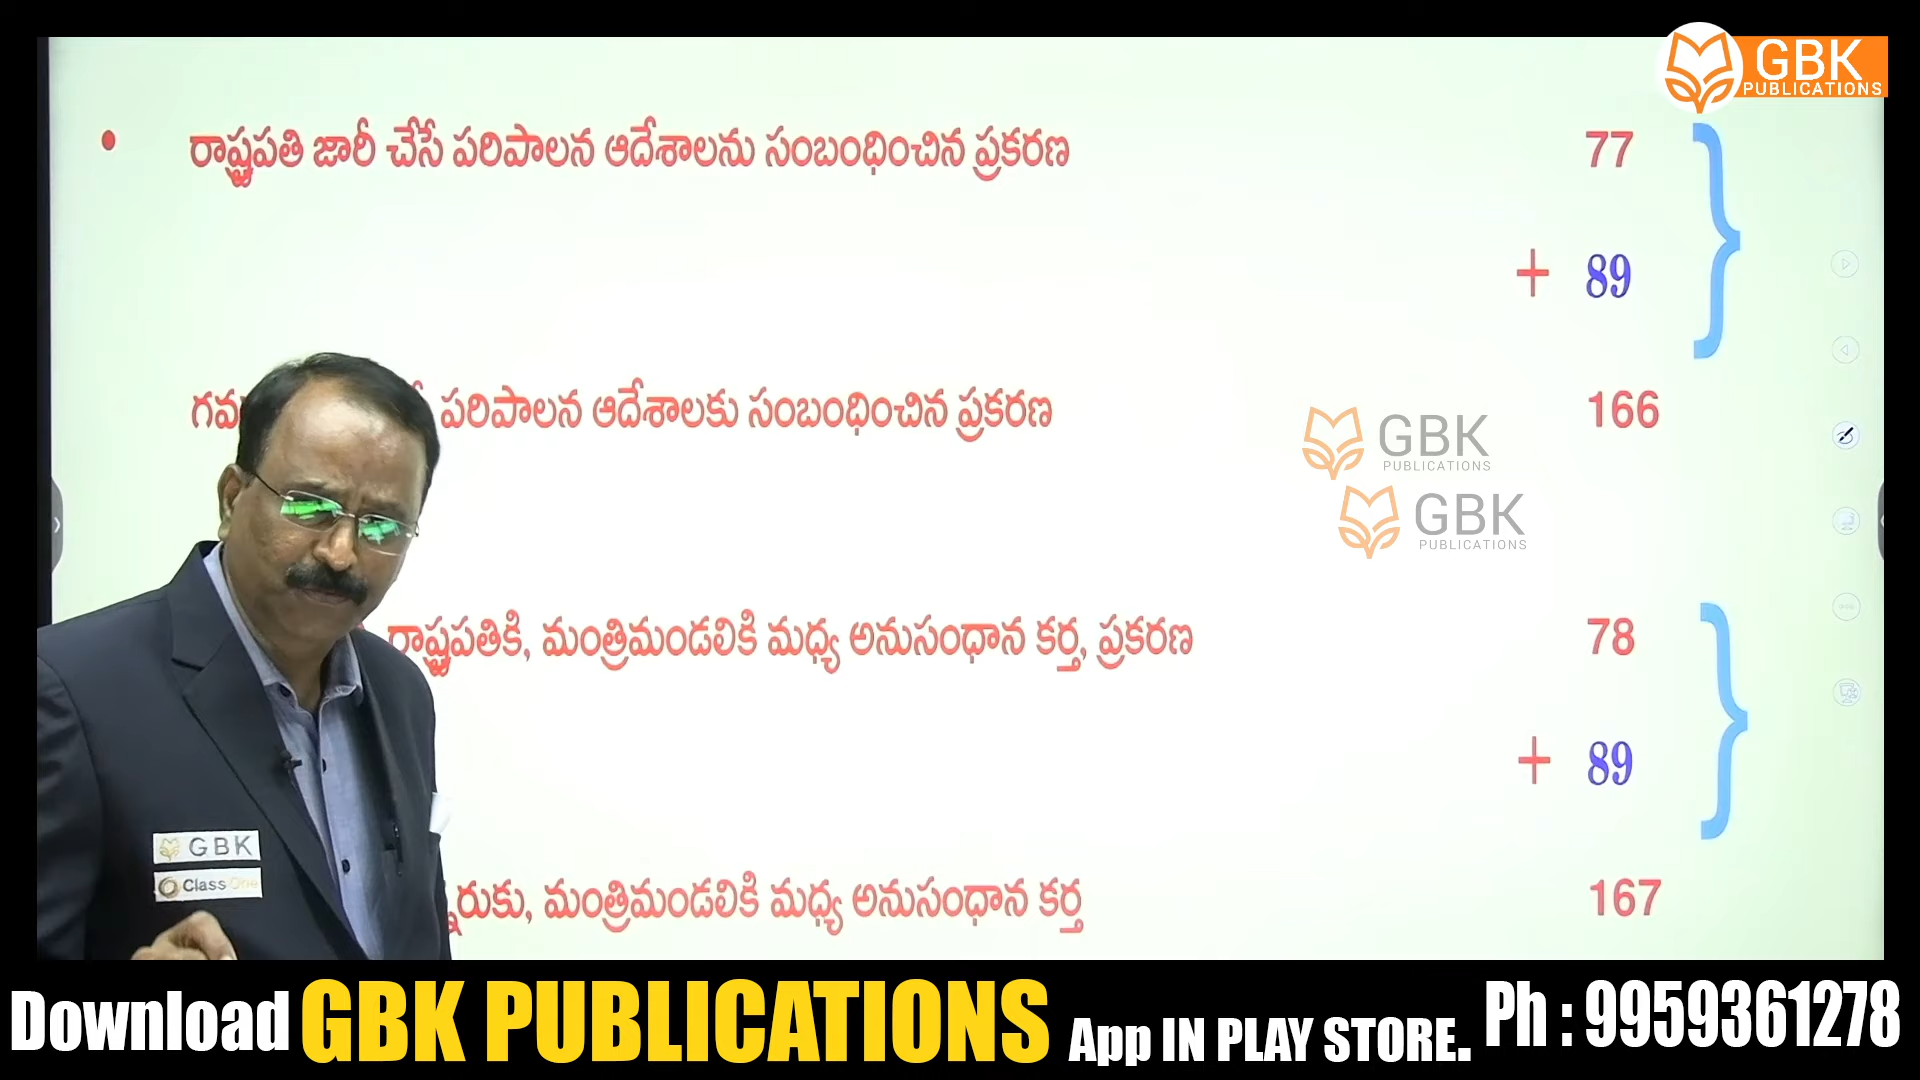 GBK
PUBLICATIONS
• రాష్ట్రపతి జారీ చేసే పరిపాలన ఆదేశాలను సంబంధించిన ప్రకరణ 77
+ 89
పరిపాలన ఆదేశాలకు సంబంధించిన ప్రకరణ 166
GBK
PUBLICATIONS
GBK
PUBLICATIONS
రాష్ట్రపతికి, మంత్రిమండలికి మధ్య అనుసంధాన కర్త, ప్రకరణ 78
+ 89
మంత్రిమండలికి మధ్య అనుసంధాన కర్త 167
GBK
Class One
Download GBK PUBLICATIONS App IN PLAY STORE. Ph : 9959361278